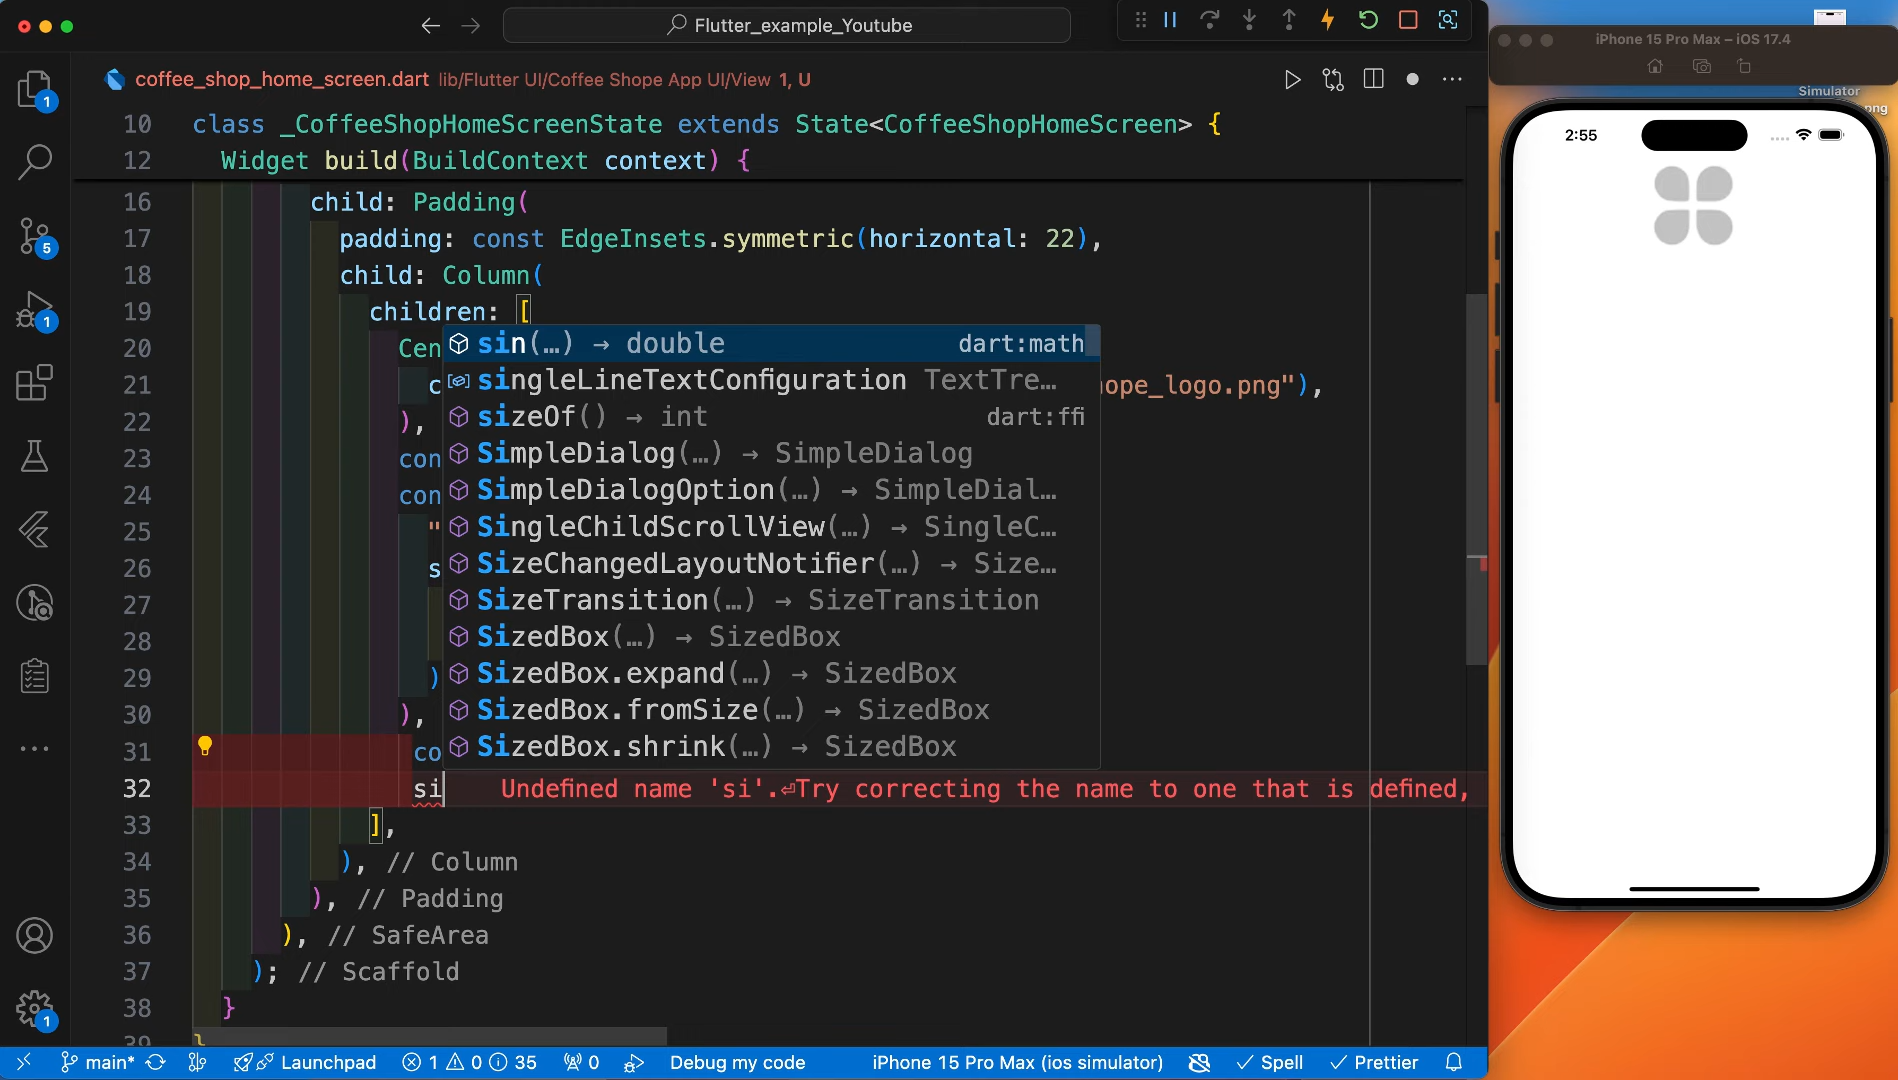 Flutter_example_Youtube
coffee_shop_home_screen.dart lib/Flutter UI/Coffee Shope App UI/View 1, U
10 class _CoffeeShopHomeScreenState extends State<CoffeeShopHomeScreen> {
12 Widget build(BuildContext context) {
16 child: Padding(
17 padding: const EdgeInsets.symmetric(horizontal: 22),
18 child: Column(
19 children: [
20 Cen
21 c ope_logo.png"),
22 ),
23 con
24 con
25 "
26 s
27
28
29 )
30 ),
31 co
32 si Undefined name 'si'.⏎Try correcting the name to one that is defined,
33 ],
34 ), // Column
35 ), // Padding
36 ), // SafeArea
37 ); // Scaffold
38 }
39 }
sin(…) → double dart:math
singleLineTextConfiguration TextTre…
sizeOf() → int dart:ffi
SimpleDialog(…) → SimpleDialog
SimpleDialogOption(…) → SimpleDial…
SingleChildScrollView(…) → SingleC…
SizeChangedLayoutNotifier(…) → Size…
SizeTransition(…) → SizeTransition
SizedBox(…) → SizedBox
SizedBox.expand(…) → SizedBox
SizedBox.fromSize(…) → SizedBox
SizedBox.shrink(…) → SizedBox
1
5
1
1
main* Launchpad 1 0 35 0 Debug my code iPhone 15 Pro Max (ios simulator) Spell Prettier
iPhone 15 Pro Max – iOS 17.4
Simulator
png
2:55